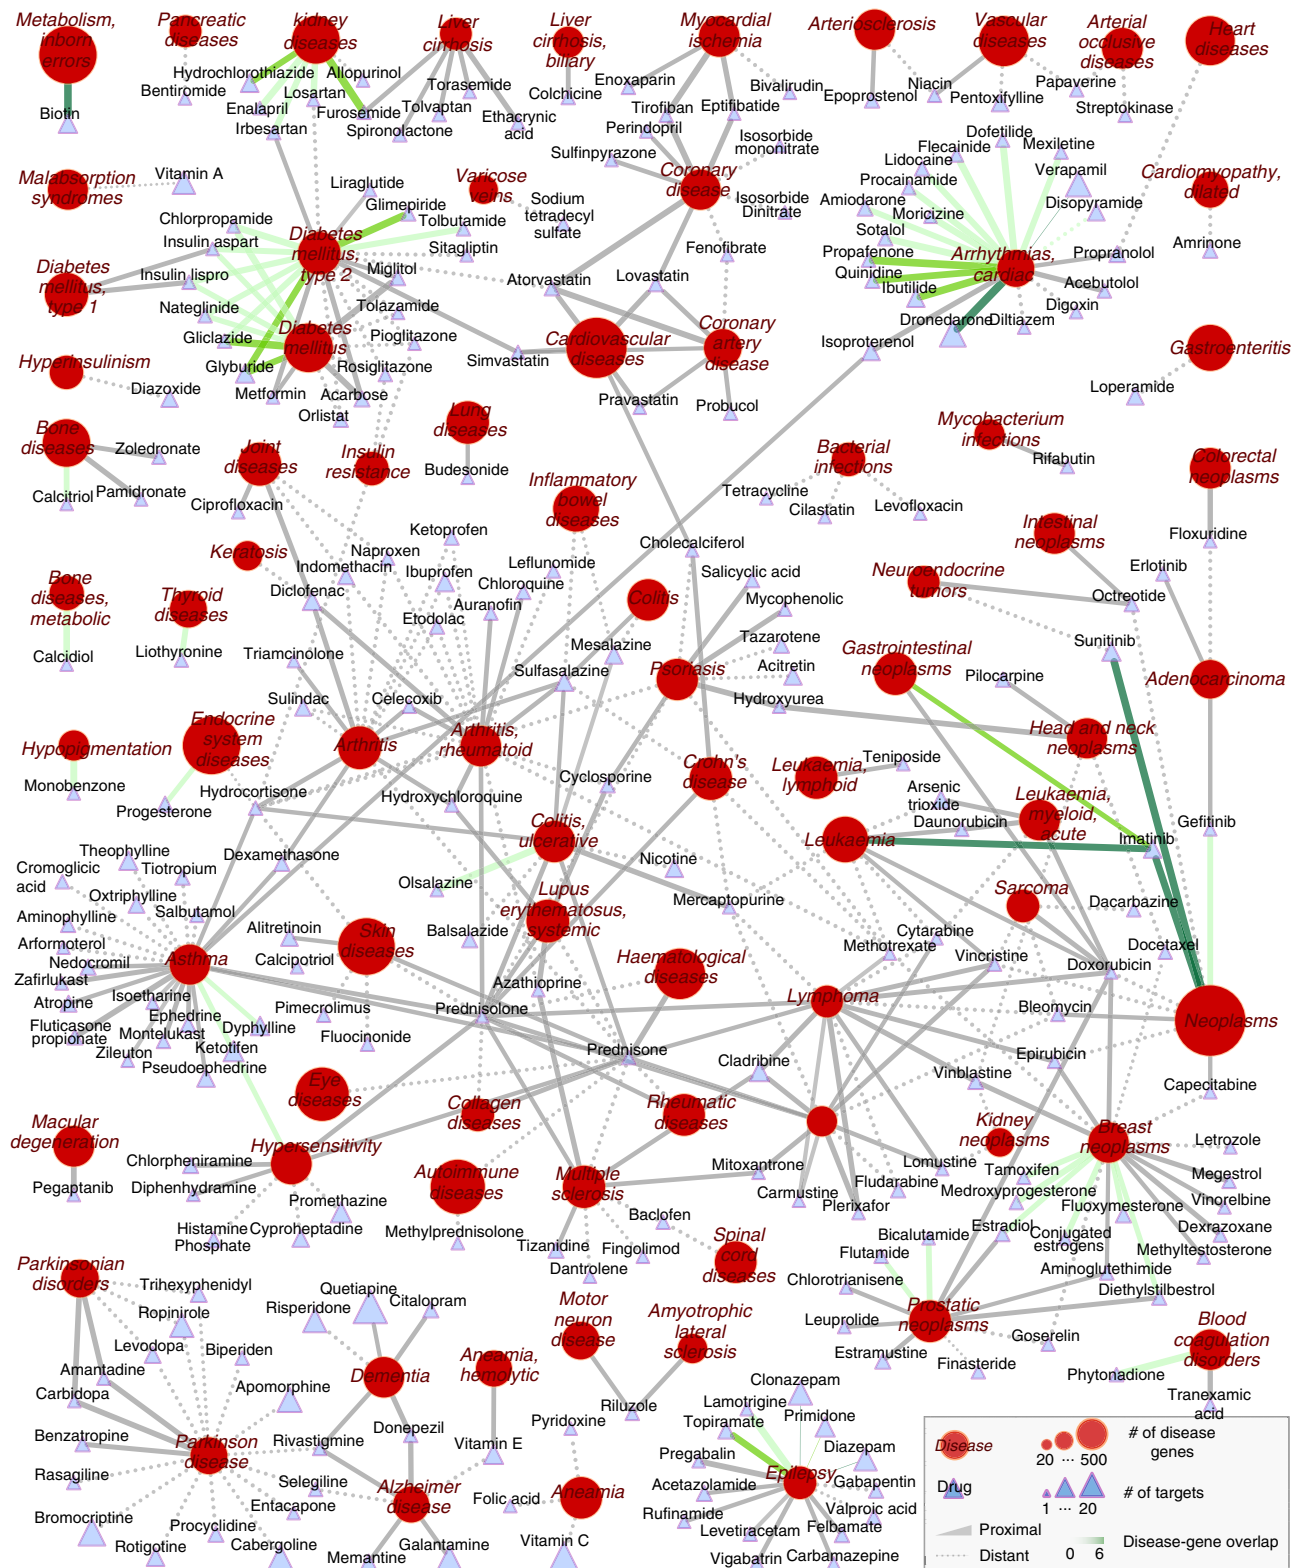 Metabolism,
inborn
errors
Biotin
Pancreatic
diseases
Bentiromide
kidney
diseases
Hydrochlorothiazide
Allopurinol
Enalapril
Losartan
Furosemide
Irbesartan
Liver
cirrhosis
Torasemide
Tolvaptan
Spironolactone
Ethacrynic
acid
Liver
cirrhosis,
biliary
Colchicine
Myocardial
ischemia
Enoxaparin
Bivalirudin
Tirofiban
Eptifibatide
Perindopril
Sulfinpyrazone
Isosorbide
mononitrate
Arteriosclerosis
Epoprostenol
Niacin
Vascular
diseases
Pentoxifylline
Arterial
occlusive
diseases
Papaverine
Streptokinase
Heart
diseases
Malabsorption
syndromes
Vitamin A
Liraglutide
Glimepiride
Varicose
veins
Sodium
tetradecyl
sulfate
Coronary
disease
Isosorbide
Dinitrate
Dofetilide
Flecainide
Mexiletine
Lidocaine
Verapamil
Procainamide
Amiodarone
Disopyramide
Moricizine
Sotalol
Cardiomyopathy,
dilated
Amrinone
Chlorpropamide
Insulin aspart
Diabetes
mellitus,
type 2
Tolbutamide
Sitagliptin
Fenofibrate
Propafenone
Arrhythmias,
cardiac
Propranolol
Diabetes
mellitus,
type 1
Insulin lispro
Miglitol
Atorvastatin
Lovastatin
Quinidine
Ibutilide
Acebutolol
Nateglinide
Tolazamide
Digoxin
Gliclazide
Diabetes
mellitus
Pioglitazone
Cardiovascular
diseases
Coronary
artery
disease
Dronedarone
Diltiazem
Isoproterenol
Gastroenteritis
Hyperinsulinism
Glyburide
Rosiglitazone
Simvastatin
Diazoxide
Metformin
Acarbose
Orlistat
Pravastatin
Probucol
Loperamide
Bone
diseases
Zoledronate
Calcitriol
Pamidronate
Joint
diseases
Ciprofloxacin
Insulin
resistance
Lung
diseases
Budesonide
Inflammatory
bowel
diseases
Bacterial
infections
Tetracycline
Cilastatin
Levofloxacin
Mycobacterium
infections
Rifabutin
Colorectal
neoplasms
Floxuridine
Intestinal
neoplasms
Keratosis
Ketoprofen
Naproxen
Indomethacin
Ibuprofen
Leflunomide
Chloroquine
Cholecalciferol
Salicyclic acid
Neuroendocrine
tumors
Erlotinib
Octreotide
Bone
diseases,
metabolic
Calcidiol
Thyroid
diseases
Liothyronine
Diclofenac
Auranofin
Etodolac
Colitis
Mycophenolic
Tazarotene
Sunitinib
Triamcinolone
Mesalazine
Sulfasalazine
Psoriasis
Acitretin
Gastrointestinal
neoplasms
Pilocarpine
Adenocarcinoma
Sulindac
Celecoxib
Hydroxyurea
Hypopigmentation
Monobenzone
Endocrine
system
diseases
Progesterone
Arthritis
Arthritis,
rheumatoid
Head and neck
neoplasms
Hydrocortisone
Hydroxychloroquine
Cyclosporine
Crohn's
disease
Leukaemia,
lymphoid
Teniposide
Arsenic
trioxide
Daunorubicin
Leukaemia,
myeloid,
acute
Gefitinib
Imatinib
Theophylline
Cromoglicic
acid
Tiotropium
Dexamethasone
Colitis,
ulcerative
Leukaemia
Oxtriphylline
Aminophylline
Salbutamol
Olsalazine
Nicotine
Lupus
erythematosus,
systemic
Mercaptopurine
Sarcoma
Dacarbazine
Arformoterol
Nedocromil
Zafirlukast
Asthma
Alitretinoin
Calcipotriol
Skin
diseases
Balsalazide
Haematological
diseases
Cytarabine
Methotrexate
Vincristine
Docetaxel
Doxorubicin
Atropine
Isoetharine
Fluticasone
propionate
Ephedrine
Montelukast
Dyphylline
Zileuton
Ketotifen
Pseudoephedrine
Pimecrolimus
Fluocinonide
Azathioprine
Prednisolone
Lymphoma
Bleomycin
Neoplasms
Prednisone
Cladribine
Epirubicin
Vinblastine
Capecitabine
Eye
diseases
Collagen
diseases
Rheumatic
diseases
Kidney
neoplasms
Breast
neoplasms
Letrozole
Macular
degeneration
Pegaptanib
Hypersensitivity
Chlorpheniramine
Diphenhydramine
Promethazine
Histamine
Phosphate
Cyproheptadine
Autoimmune
diseases
Methylprednisolone
Multiple
sclerosis
Mitoxantrone
Carmustine
Plerixafor
Fludarabine
Lomustine
Tamoxifen
Medroxyprogesterone
Megestrol
Vinorelbine
Fluoxymesterone
Dexrazoxane
Estradiol
Conjugated
estrogens
Methyltestosterone
Baclofen
Tizanidine
Fingolimod
Dantrolene
Spinal
cord
diseases
Bicalutamide
Flutamide
Chlorotrianisene
Aminogluthethimide
Diethylstilbestrol
Parkinsonian
disorders
Trihexyphenidyl
Ropinirole
Levodopa
Biperiden
Amantadine
Carbidopa
Quetiapine
Risperidone
Citalopram
Motor
neuron
disease
Amyotrophic
lateral
sclerosis
Riluzole
Prostatic
neoplasms
Leuprolide
Estramustine
Finasteride
Goserelin
Blood
coagulation
disorders
Phytonadione
Tranexamic
acid
Dementia
Aneamia,
hemolytic
Apomorphine
Benzatropine
Parkinson
disease
Rivastigmine
Donepezil
Vitamin E
Pyridoxine
Clonazepam
Lamotrigine
Topiramate
Primidone
Pregabalin
Diazepam
Rasagiline
Selegiline
Alzheimer
disease
Folic acid
Aneamia
Acetazolamide
Epilepsy
Gabapentin
Entacapone
Rufinamide
Valproic acid
Bromocriptine
Procyclidine
Cabergoline
Rotigotine
Memantine
Galantamine
Vitamin C
Levetiracetam
Felbamate
Vigabatrin
Carbamazepine
Disease
20 ··· 500
# of disease
genes
Drug
1 ··· 20
# of targets
Proximal
Distant
0 6
Disease-gene overlap